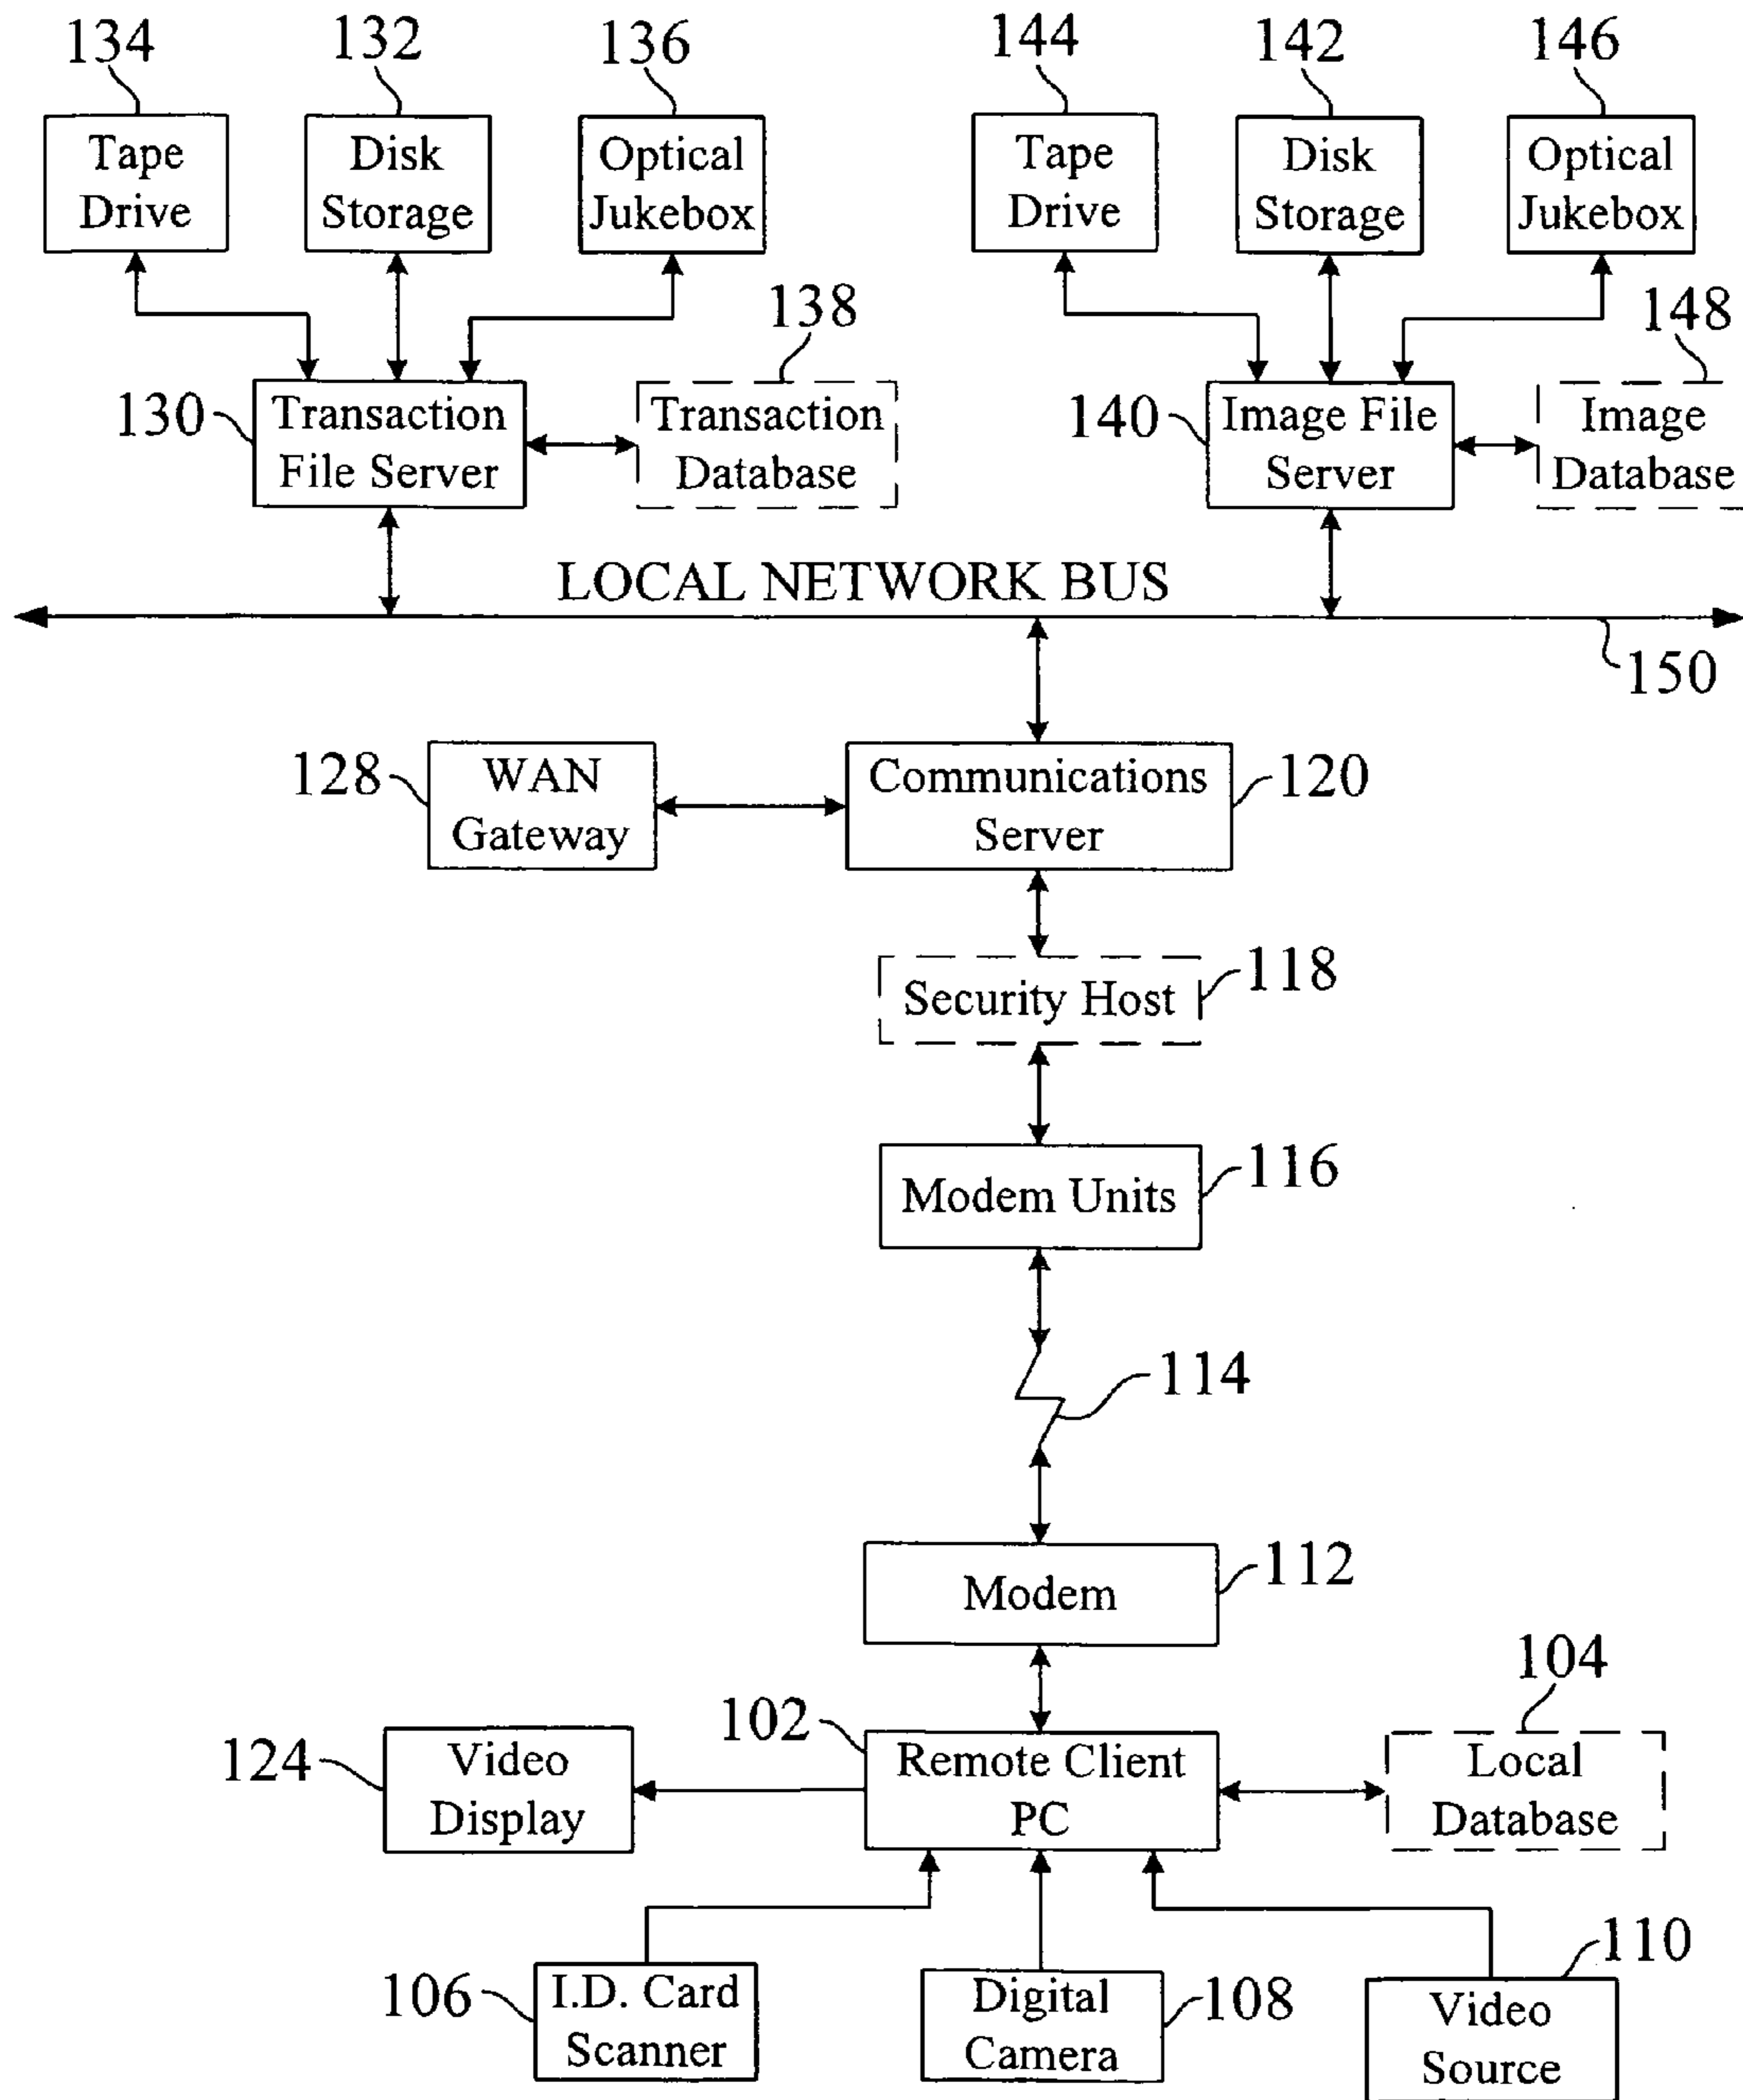 134
132
136
144
142
146
Tape
Drive
Disk
Storage
Optical
Jukebox
Tape
Drive
Disk
Storage
Optical
Jukebox
138
148
130
Transaction
File Server
Transaction
Database
140
Image File
Server
Image
Database
LOCAL NETWORK BUS
150
128
WAN
Gateway
Communications
Server
120
Security Host
118
Modem Units
116
114
Modem
112
104
102
124
Video
Display
Remote Client
PC
Local
Database
106
I.D. Card
Scanner
Digital
Camera
108
110
Video
Source